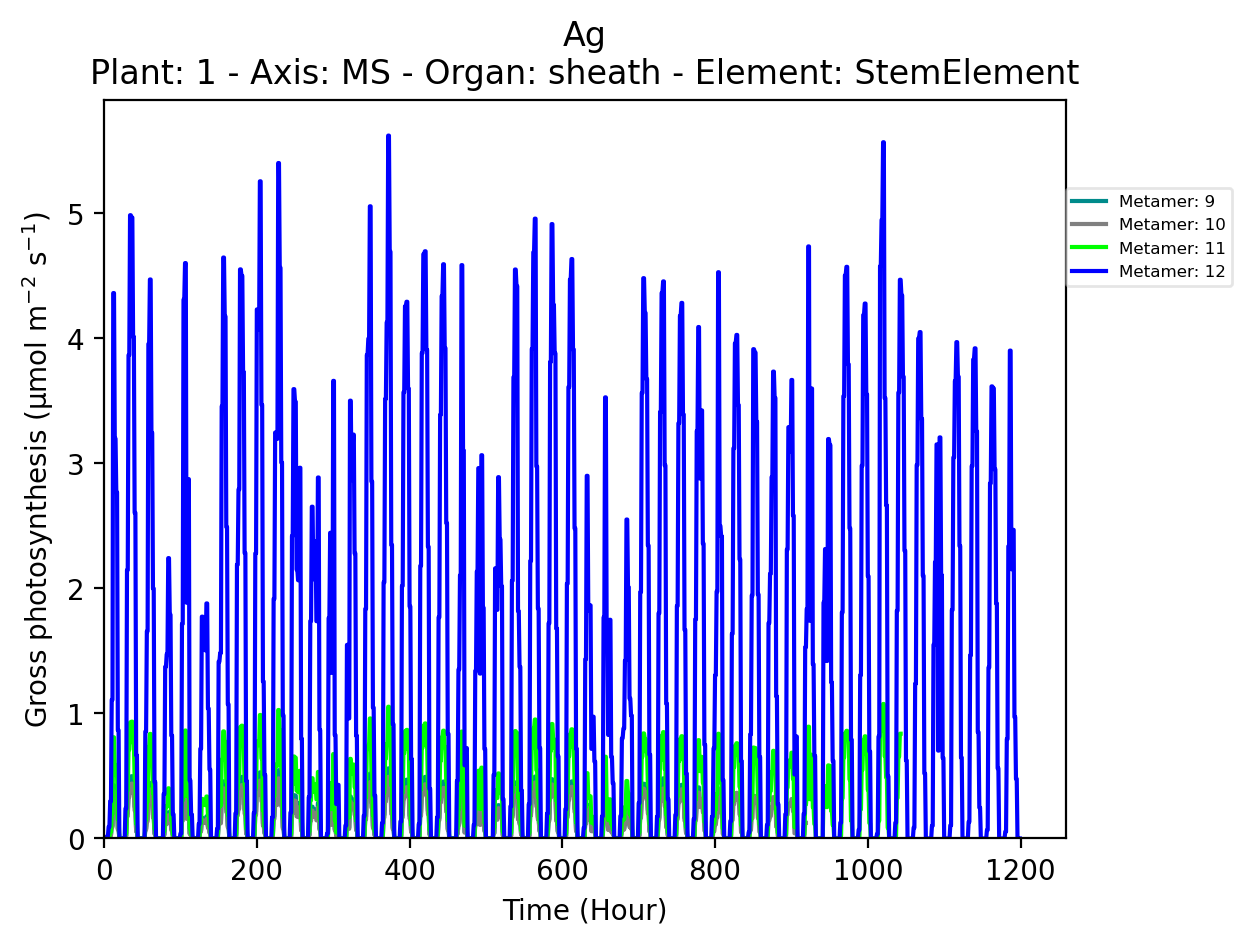 Ag
Plant: 1 - Axis: MS - Organ: sheath - Element: StemElement
Gross photosynthesis (µmol m⁻² s⁻¹)
5
4
3
2
1
0
0 200 400 600 800 1000 1200
Time (Hour)
Metamer: 9
Metamer: 10
Metamer: 11
Metamer: 12